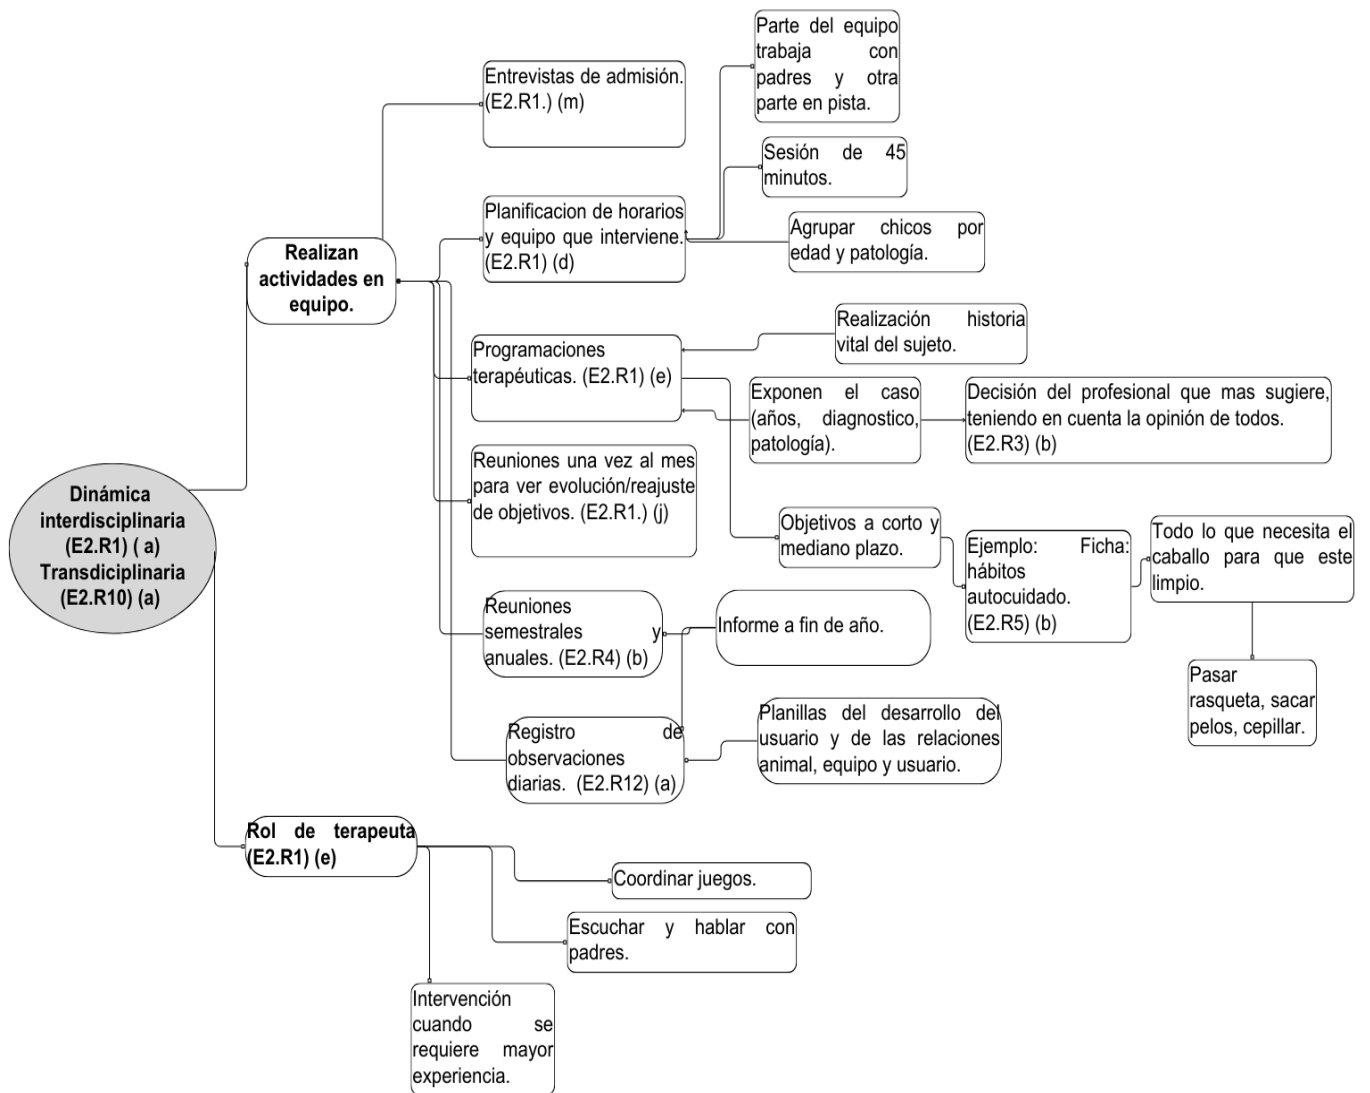 Parte del equipo
trabaja con
padres y otra
parte en pista.
Entrevistas de admisión.
(E2.R1.) (m)
Sesión de 45
minutos.
Planificacion de horarios
y equipo que interviene.
(E2.R1) (d)
Agrupar chicos por
edad y patología.
Realizan
actividades en
equipo.
Realización historia
vital del sujeto.
Programaciones
terapéuticas. (E2.R1) (e)
Exponen el caso
(años, diagnostico,
patología).
Decisión del profesional que mas sugiere,
teniendo en cuenta la opinión de todos.
(E2.R3) (b)
Reuniones una vez al mes
para ver evolución/reajuste
de objetivos. (E2.R1.) (j)
Dinámica
interdisciplinaria
(E2.R1) ( a)
Transdiciplinaria
(E2.R10) (a)
Objetivos a corto y
mediano plazo.
Ejemplo: Ficha:
hábitos
autocuidado.
(E2.R5) (b)
Todo lo que necesita el
caballo para que este
limpio.
Pasar
rasqueta, sacar
pelos, cepillar.
Reuniones
semestrales y
anuales. (E2.R4) (b)
Informe a fin de año.
Registro de
observaciones
diarias. (E2.R12) (a)
Planillas del desarrollo del
usuario y de las relaciones
animal, equipo y usuario.
Rol de terapeuta
(E2.R1) (e)
Coordinar juegos.
Escuchar y hablar con
padres.
Intervención
cuando se
requiere mayor
experiencia.